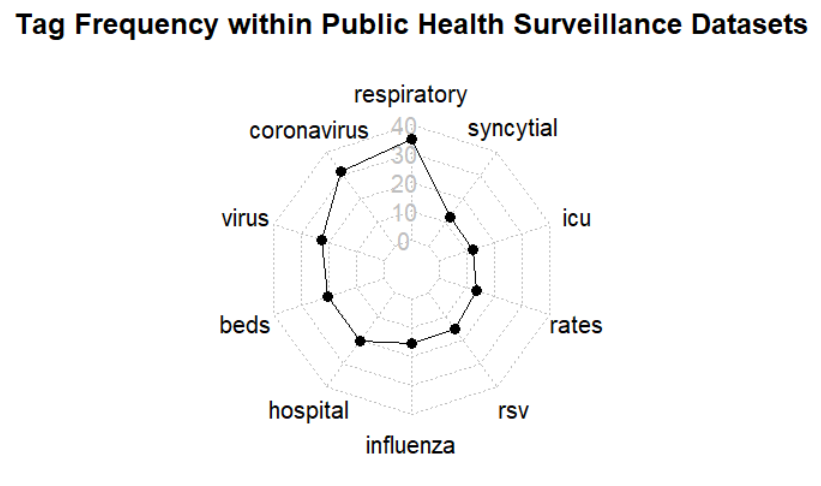 Tag Frequency within Public Health Surveillance Datasets
respiratory
coronavirus
syncytial
40
30
20
10
0
virus
icu
beds
rates
hospital
rsv
influenza